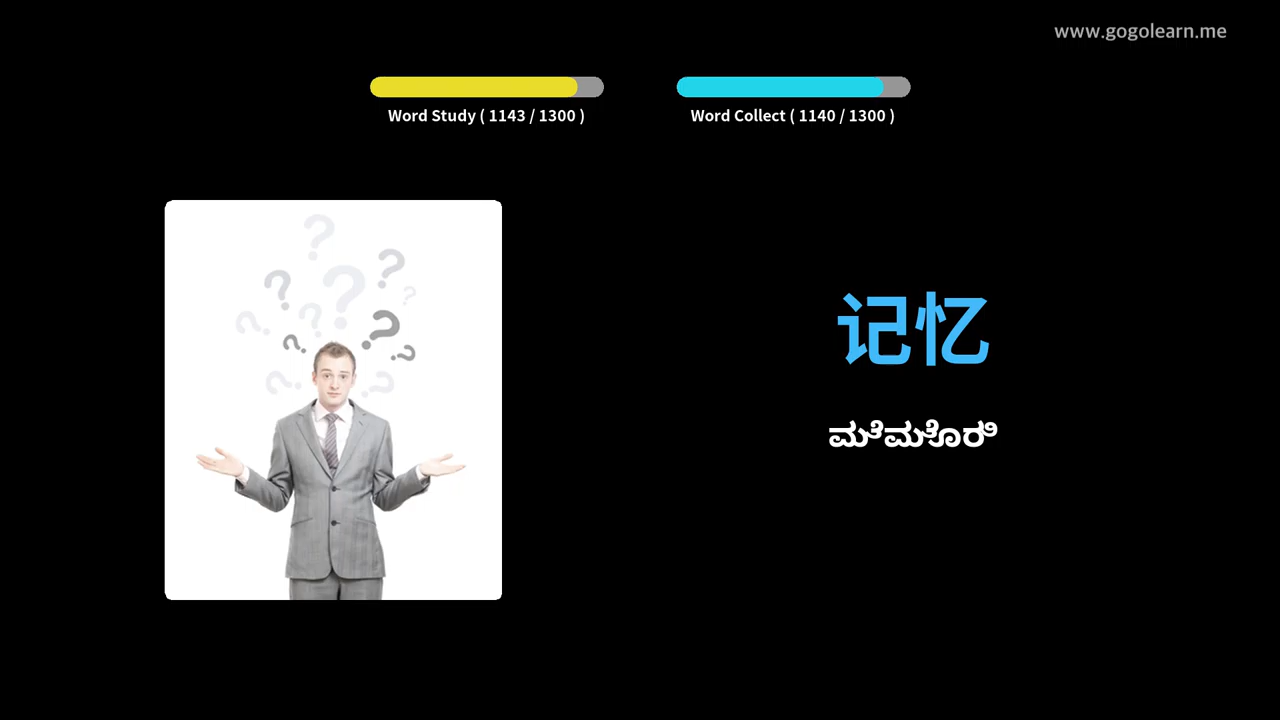 www.gogolearn.me
Word Study ( 1143 / 1300 )
Word Collect ( 1140 / 1300 )
记忆
ಮೆಮೊರಿ